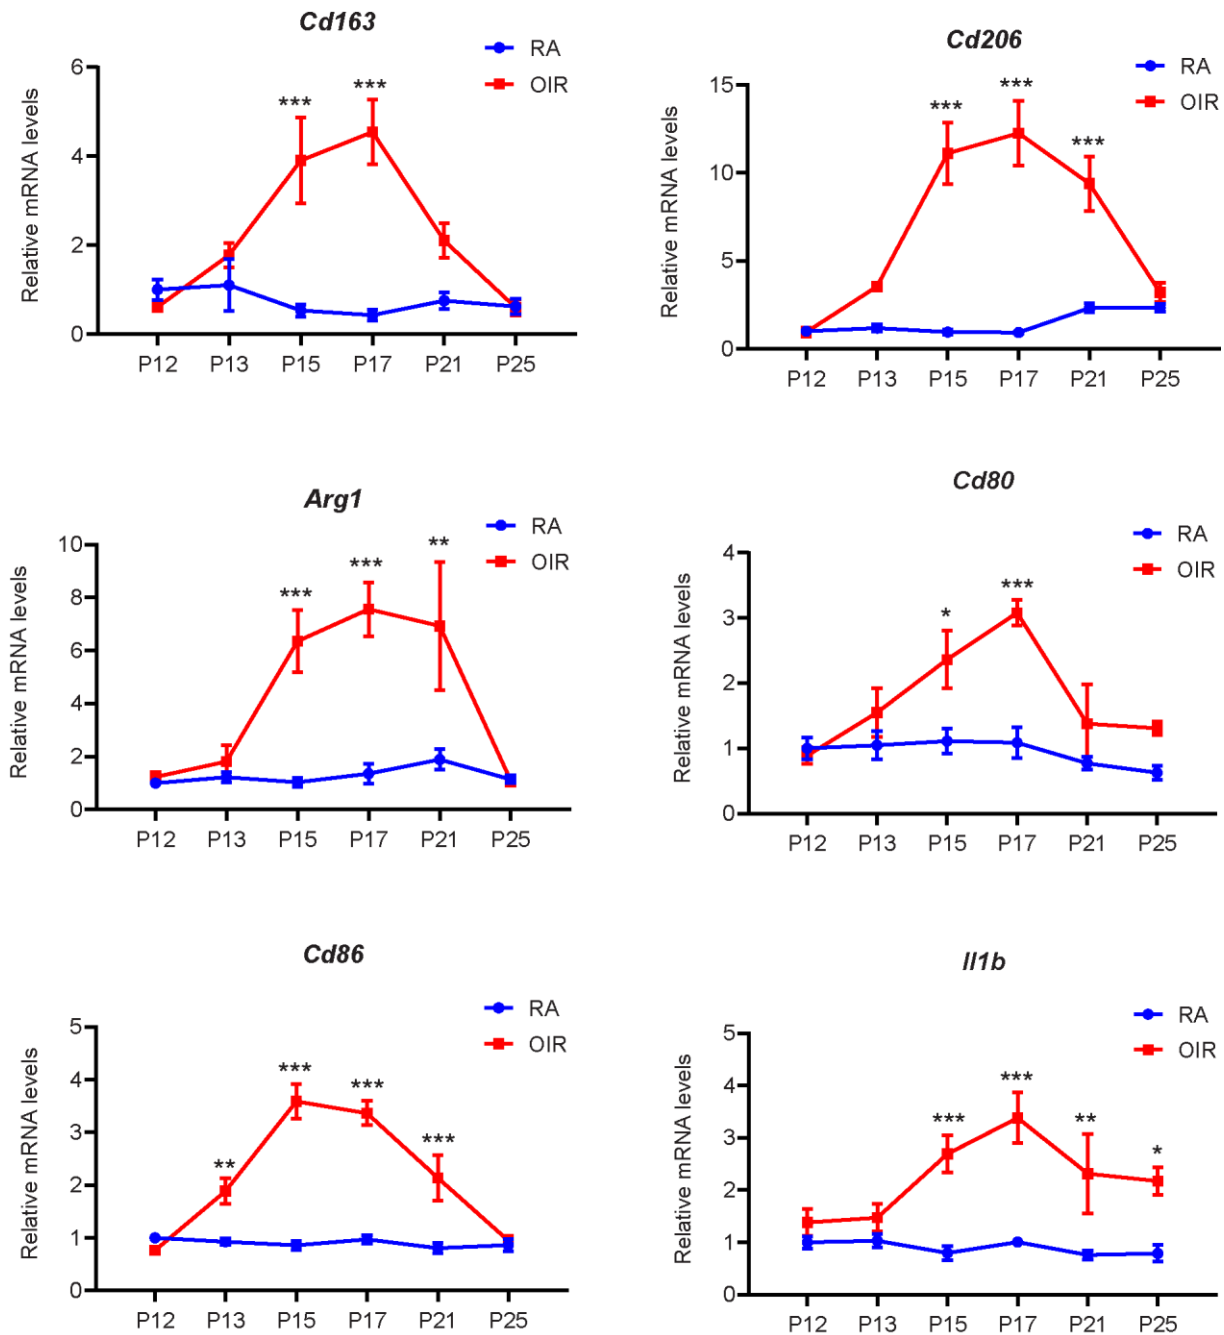 Cd163
RA
OIR
Relative mRNA levels
6
4
2
0
***
***
P12 P13 P15 P17 P21 P25
Cd206
RA
OIR
Relative mRNA levels
15
10
5
0
***
***
***
P12 P13 P15 P17 P21 P25
Arg1
RA
OIR
Relative mRNA levels
10
8
6
4
2
0
***
***
**
P12 P13 P15 P17 P21 P25
Cd80
RA
OIR
Relative mRNA levels
4
3
2
1
0
*
***
P12 P13 P15 P17 P21 P25
Cd86
RA
OIR
Relative mRNA levels
5
4
3
2
1
0
**
***
***
***
P12 P13 P15 P17 P21 P25
Il1b
RA
OIR
Relative mRNA levels
5
4
3
2
1
0
***
***
**
*
P12 P13 P15 P17 P21 P25